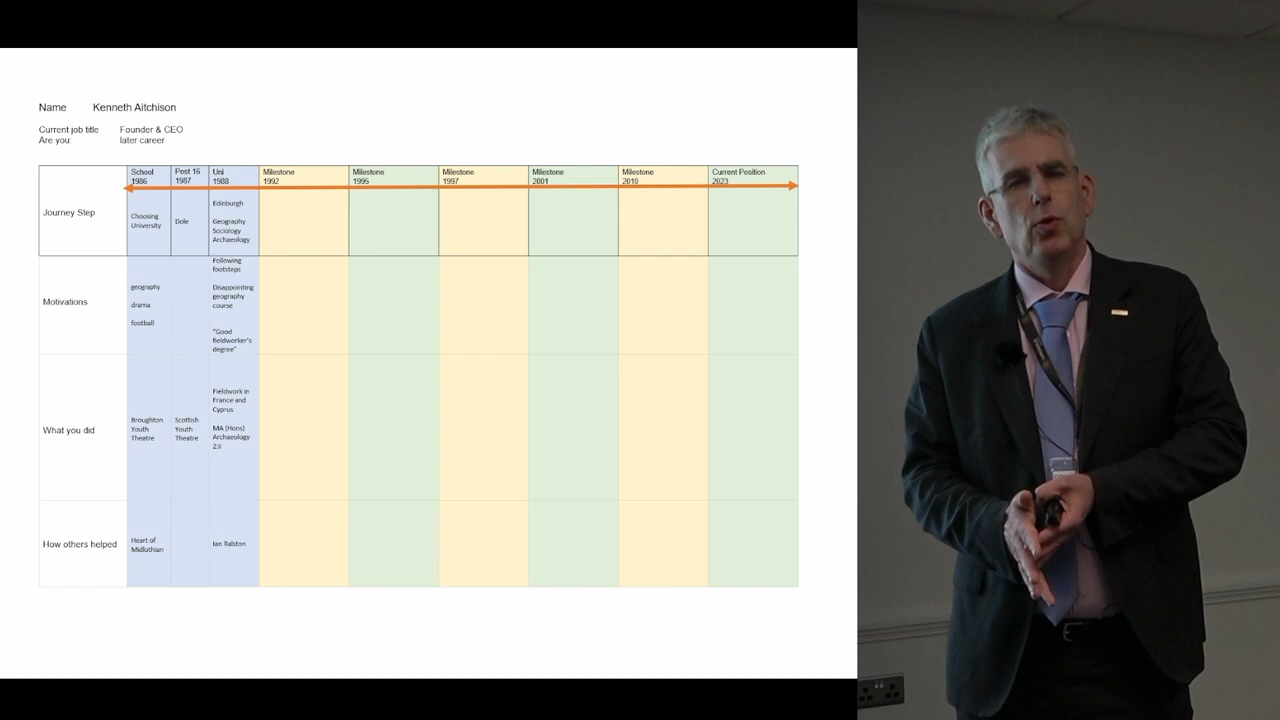 Name Kenneth Aitchison
Current job title Founder & CEO
Are you: later career
School
1986
Post 16
1987
Uni
1988
Milestone
1992
Milestone
1995
Milestone
1997
Milestone
2001
Milestone
2010
Current Position
2023
Journey Step
Choosing
University
Dole
Edinburgh
Geography
Sociology
Archaeology
Motivations
geography
drama
football
Following
footsteps
Disappointing
geography
course
"Good
fieldworker's
degree"
What you did
Broughton
Youth
Theatre
Scottish
Youth
Theatre
Fieldwork in
France and
Cyprus
MA (Hons)
Archaeology
2:ii
How others helped
Heart of
Midlothian
Ian Ralston